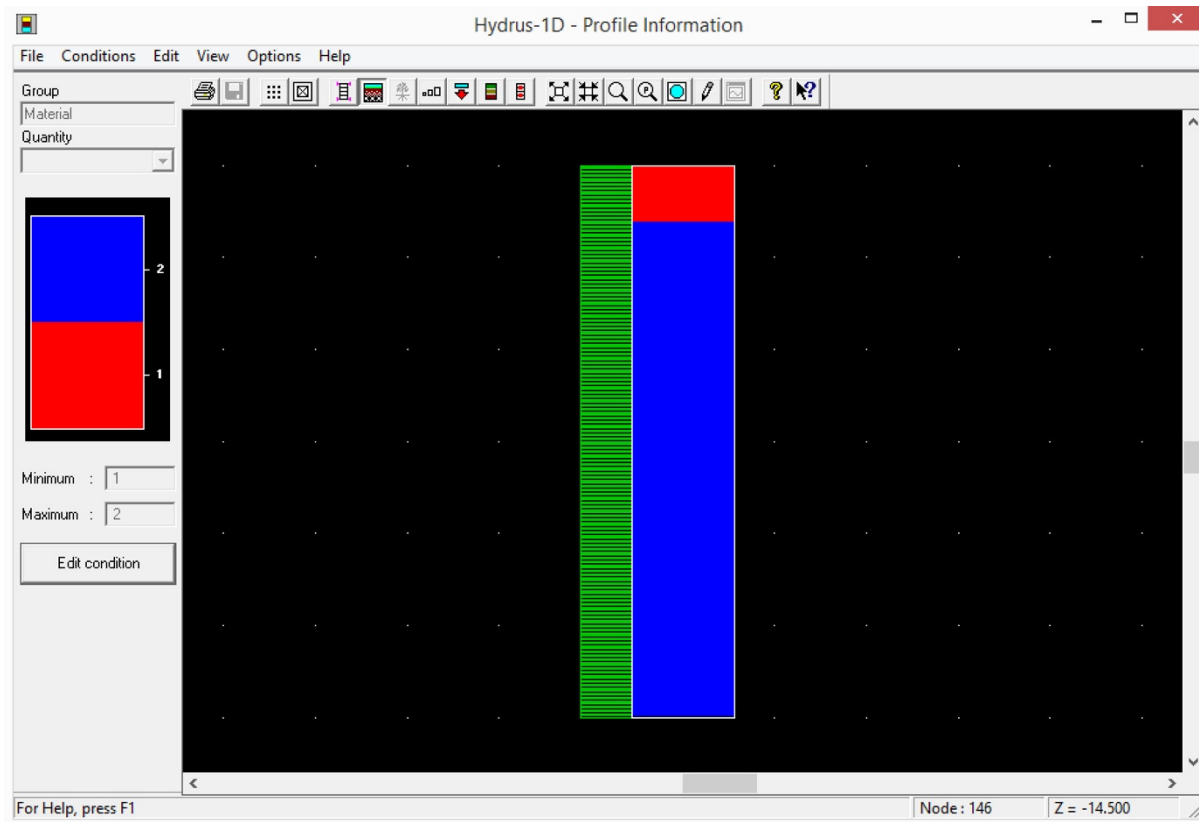 Hydrus-1D - Profile Information
File Conditions Edit View Options Help
Group
Material
Quantity
2
1
Minimum : 1
Maximum : 2
Edit condition
For Help, press F1
Node : 146
Z = -14.500